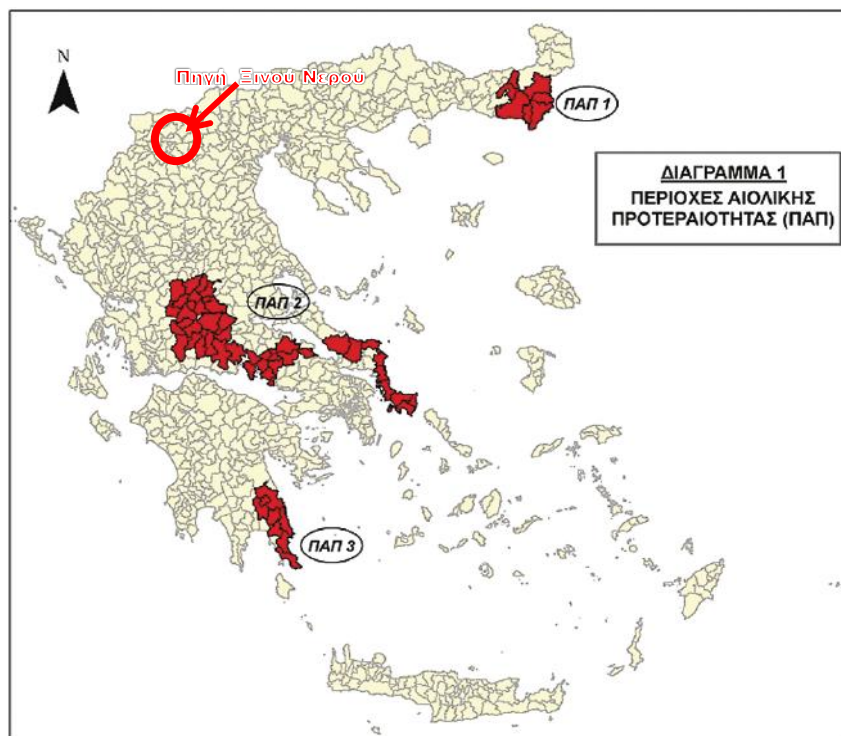 N
Πηγή Ξινού Νερού
ΠΑΠ 1
ΔΙΑΓΡΑΜΜΑ 1
ΠΕΡΙΟΧΕΣ ΑΙΟΛΙΚΗΣ
ΠΡΟΤΕΡΑΙΟΤΗΤΑΣ (ΠΑΠ)
ΠΑΠ 2
ΠΑΠ 3